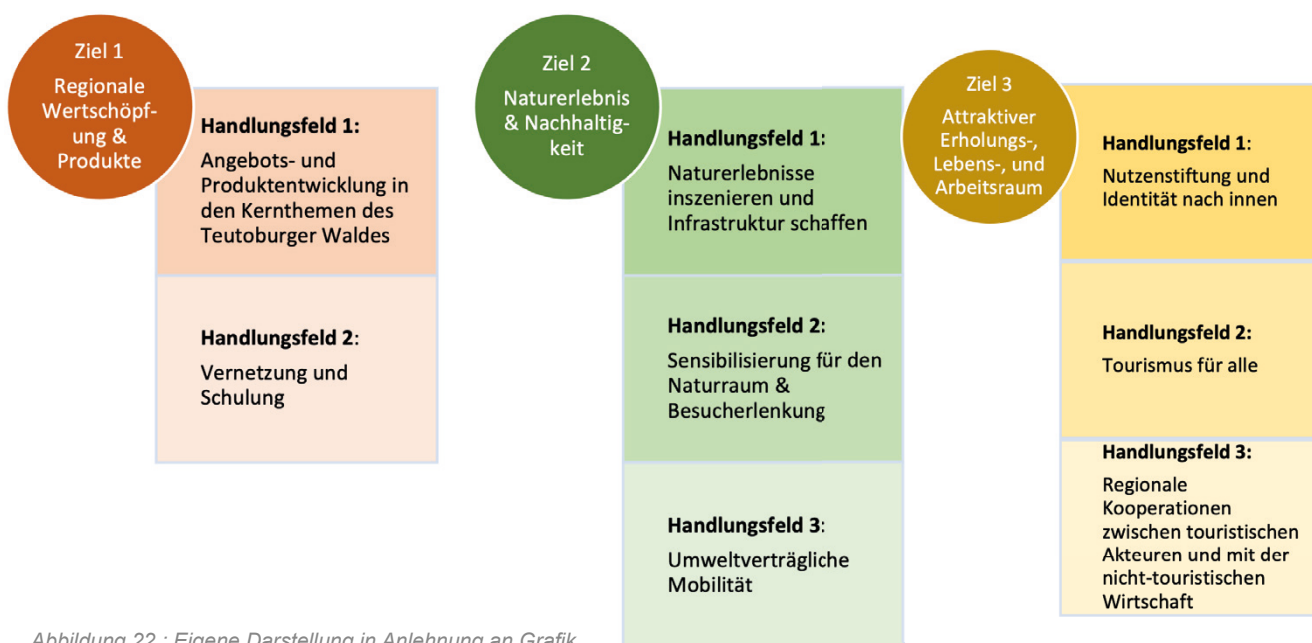 Ziel 1
Regionale
Wertschöpf-
ung &
Produkte
Handlungsfeld 1:
Angebots- und
Produktentwicklung in
den Kernthemen des
Teutoburger Waldes
Handlungsfeld 2:
Vernetzung und
Schulung
Ziel 2
Naturerlebnis
& Nachhaltig-
keit
Handlungsfeld 1:
Naturerlebnisse
inszenieren und
Infrastruktur schaffen
Handlungsfeld 2:
Sensibilisierung für den
Naturraum &
Besucherlenkung
Handlungsfeld 3:
Umweltverträgliche
Mobilität
Ziel 3
Attraktiver
Erholungs-,
Lebens-, und
Arbeitsraum
Handlungsfeld 1:
Nutzenstiftung und
Identität nach innen
Handlungsfeld 2:
Tourismus für alle
Handlungsfeld 3:
Regionale
Kooperationen
zwischen touristischen
Akteuren und mit der
nicht-touristischen
Wirtschaft
Abbildung 22 : Eigene Darstellung in Anlehnung an Grafik